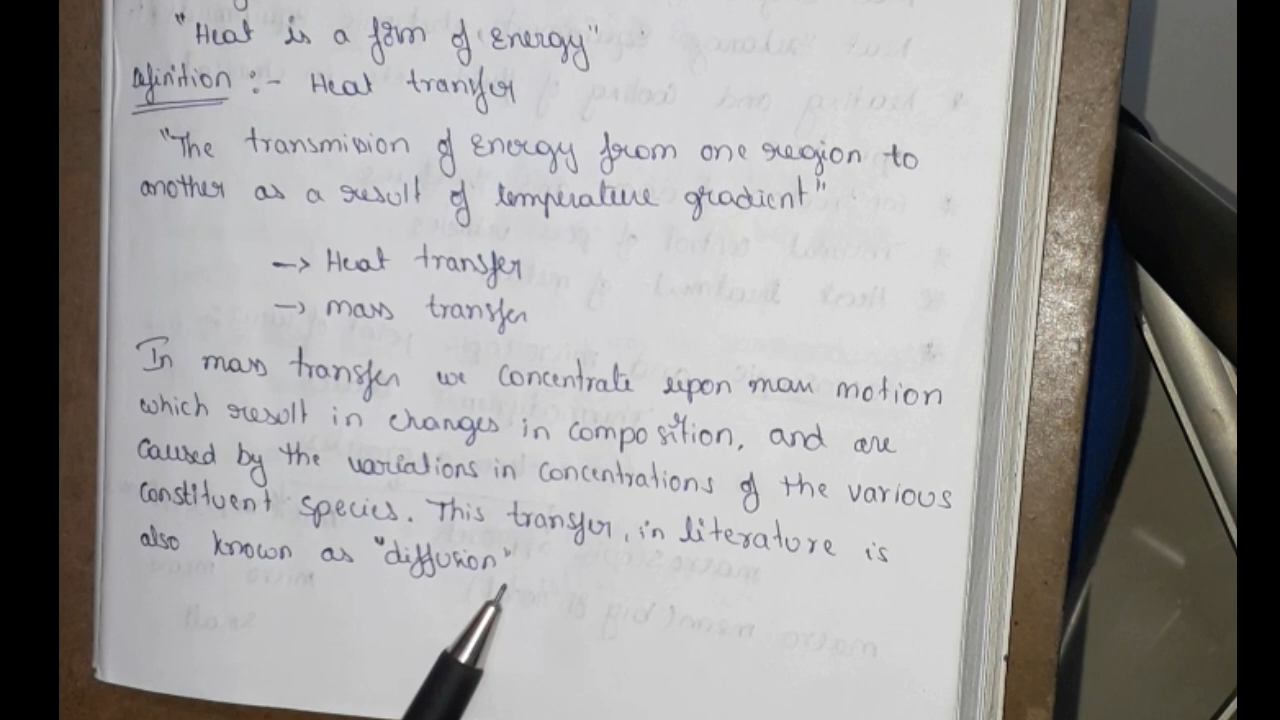 "Heat is a form of Energy"
Definition :- Heat transfer
"The transmission of Energy from one region to
another as a result of temperature gradient"
-> Heat transfer
-> mass transfer
In mass transfer we concentrate upon mass motion
which result in changes in composition, and are
caused by the variations in concentrations of the various
constituent species. This transfer, in literature is
also known as "diffusion"